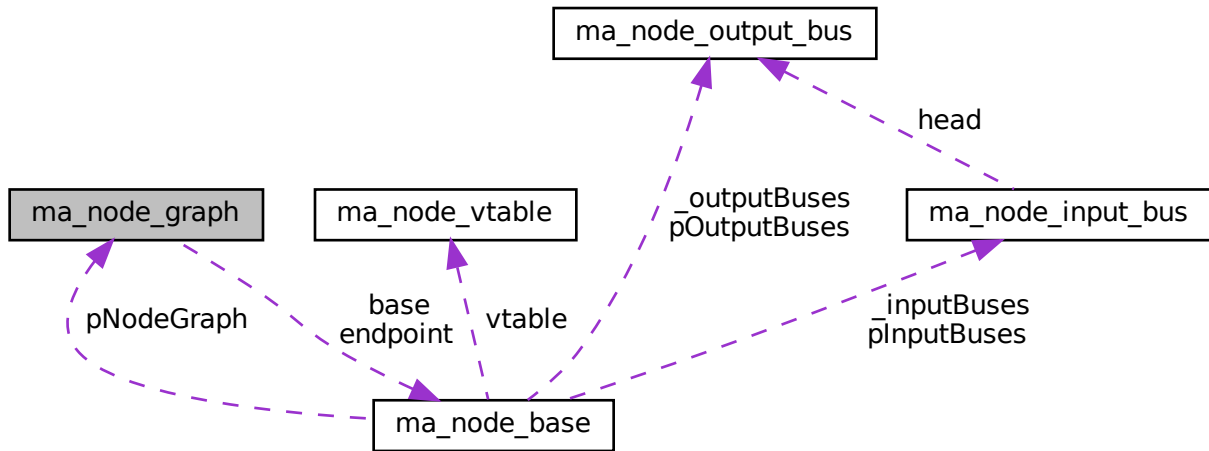 ma_node_output_bus
head
ma_node_graph
ma_node_vtable
_outputBuses
pOutputBuses
ma_node_input_bus
pNodeGraph
base
endpoint
vtable
_inputBuses
pInputBuses
ma_node_base